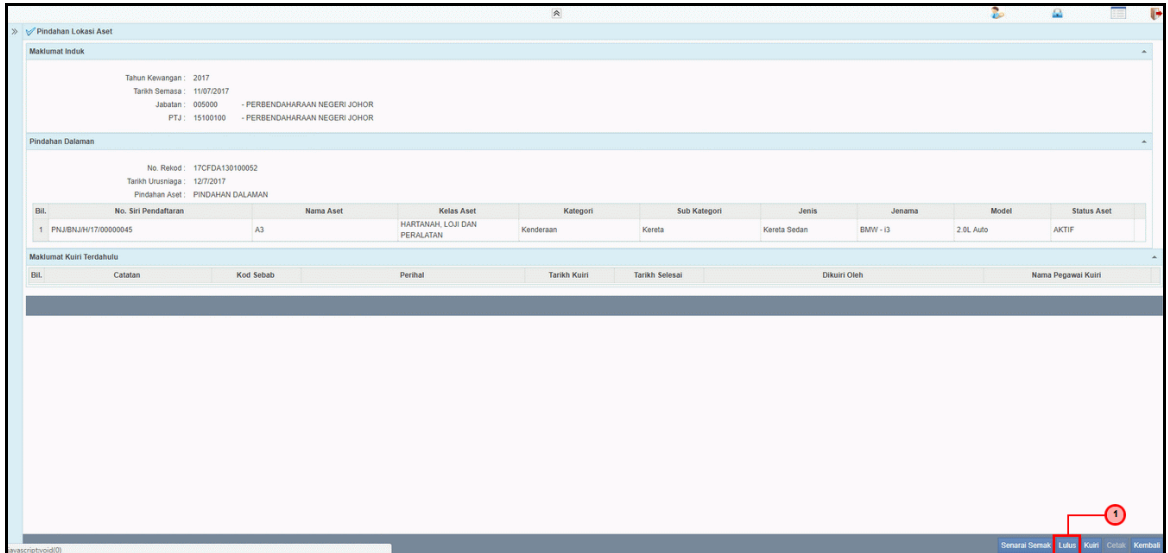 Pindahan Lokasi Aset
Maklumat Induk
Tahun Kewangan : 2017
Tarikh Semasa : 11/07/2017
Jabatan : 005000 - PERBENDAHARAAN NEGERI JOHOR
PTJ : 15100100 - PERBENDAHARAAN NEGERI JOHOR
Pindahan Dalaman
No. Rekod : 17CFDA130100052
Tarikh Urusniaga : 12/7/2017
Pindahan Aset : PINDAHAN DALAMAN
Bil. No. Siri Pendaftaran Nama Aset Kelas Aset Kategori Sub Kategori Jenis Jenama Model Status Aset
1 PNJ/BNJ/H/17/00000045 A3 HARTANAH, LOJI DAN PERALATAN Kenderaan Kereta Kereta Sedan BMW - i3 2.0L Auto AKTIF
Maklumat Kuiri Terdahulu
Bil. Catatan Kod Sebab Perihal Tarikh Kuiri Tarikh Selesai Dikuiri Oleh Nama Pegawai Kuiri
1
Senarai Semak Lulus Kuiri Cetak Kembali
javascript:void(0)